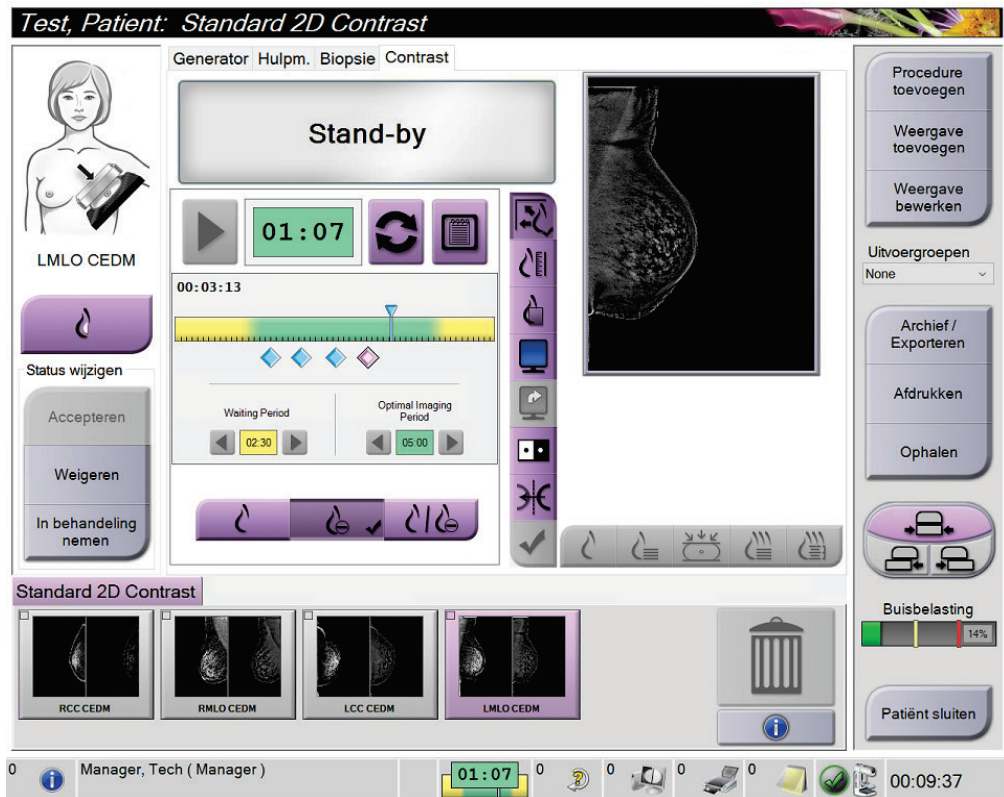 Test, Patient: Standard 2D Contrast
Generator Hulpm. Biopsie Contrast
Stand-by
LMLO CEDM
Status wijzigen
Accepteren
Weigeren
In behandeling
nemen
01:07
00:03:13
Waiting Period
02:30
Optimal Imaging
Period
05:00
Procedure
toevoegen
Weergave
toevoegen
Weergave
bewerken
Uitvoergroepen
None
Archief /
Exporteren
Afdrukken
Ophalen
Buisbelasting
14%
Patiënt sluiten
Standard 2D Contrast
RCC CEDM
RMLO CEDM
LCC CEDM
LMLO CEDM
0 Manager, Tech ( Manager ) 01:07 0 0 0 0 00:09:37